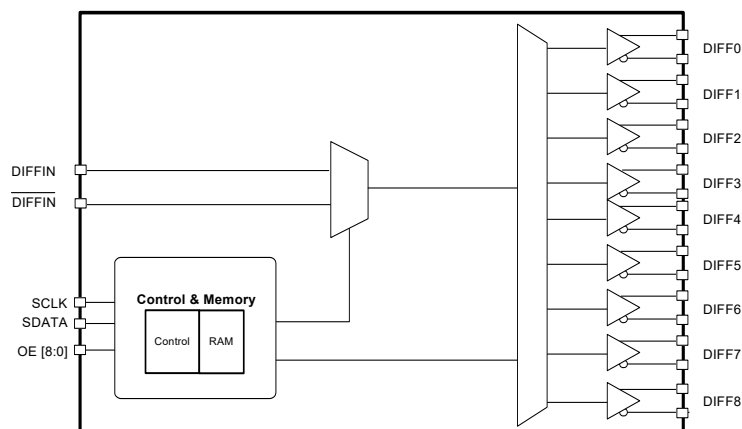 DIFF0
DIFF1
DIFF2
DIFFIN
DIFFIN
DIFF3
DIFF4
DIFF5
SCLK
SDATA
OE [8:0]
Control & Memory
Control
RAM
DIFF6
DIFF7
DIFF8